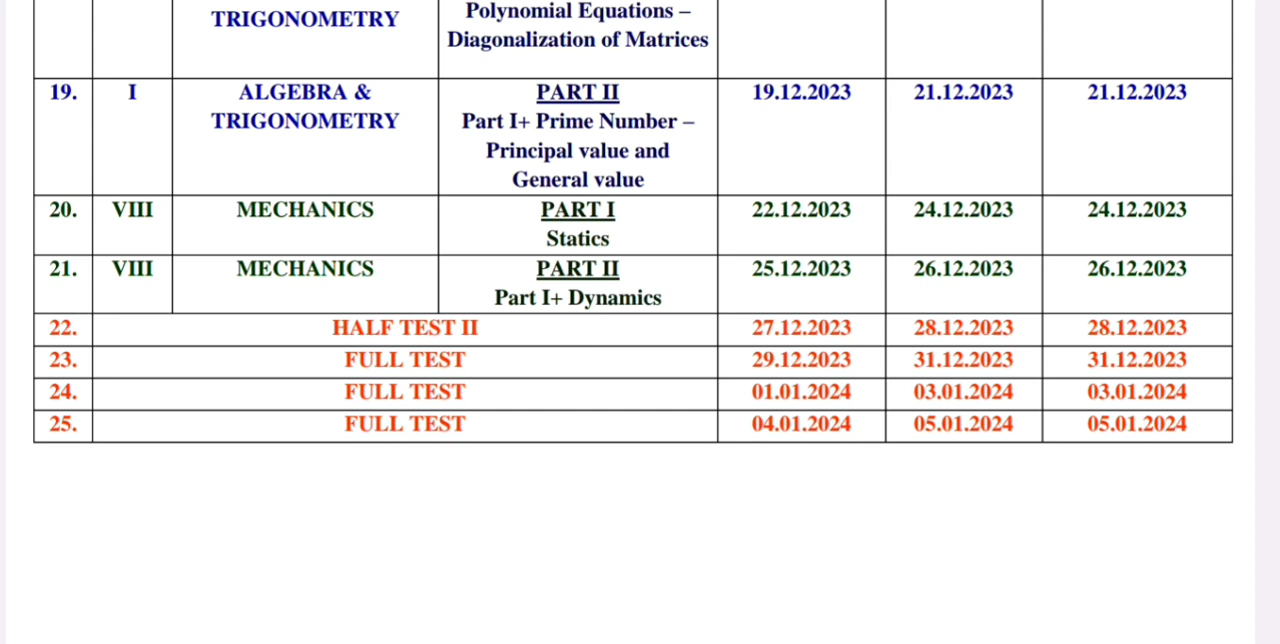 TRIGONOMETRY
Polynomial Equations –
Diagonalization of Matrices
19. I ALGEBRA & PART II 19.12.2023 21.12.2023 21.12.2023
TRIGONOMETRY Part I+ Prime Number –
Principal value and
General value
20. VIII MECHANICS PART I 22.12.2023 24.12.2023 24.12.2023
Statics
21. VIII MECHANICS PART II 25.12.2023 26.12.2023 26.12.2023
Part I+ Dynamics
22. HALF TEST II 27.12.2023 28.12.2023 28.12.2023
23. FULL TEST 29.12.2023 31.12.2023 31.12.2023
24. FULL TEST 01.01.2024 03.01.2024 03.01.2024
25. FULL TEST 04.01.2024 05.01.2024 05.01.2024